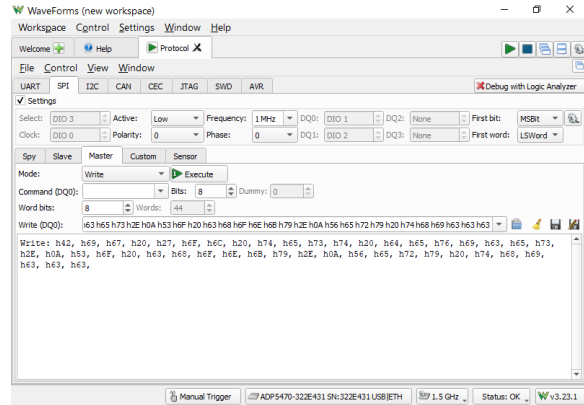 WaveForms (new workspace)
Workspace Control Settings Window Help
Welcome Help Protocol
File Control View Window
UART SPI I2C CAN CEC JTAG SWD AVR Debug with Logic Analyzer
Settings
Select: DIO 3 Active: Low Frequency: 1 MHz DQ0: DIO 1 DQ2: None First bit: MSBit
Clock: DIO 0 Polarity: 0 Phase: 0 DQ1: DIO 2 DQ3: None First word: LSWord
Spy Slave Master Custom Sensor
Mode: Write Execute
Command (DQ0): Bits: 8 Dummy: 0
Word bits: 8 Words: 44
Write (DQ0): h63 h65 h73 h2E h0A h53 h6F h20 h63 h68 h6F h6E h6B h79 h2E h0A h56 h65 h72 h79 h20 h74 h68 h69 h63 h63 h63
Write: h42, h69, h67, h20, h27, h6F, h6C, h20, h74, h65, h73, h74, h20, h64, h65, h76, h69, h63, h65, h73,
h2E, h0A, h53, h6F, h20, h63, h68, h6F, h6E, h6B, h79, h2E, h0A, h56, h65, h72, h79, h20, h74, h68, h69,
h63, h63, h63,
Manual Trigger ADP5470-322E431 SN:322E431 USB|ETH 1.5 GHz Status: OK v3.23.1